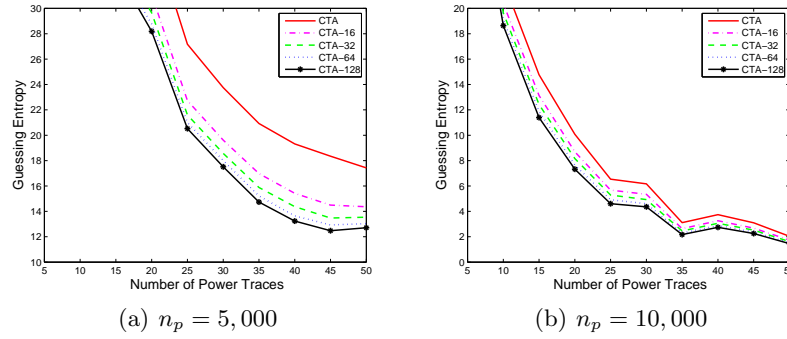 30
28
26
24
22
20
18
16
14
12
10
Guessing Entropy
5 10 15 20 25 30 35 40 45 50
Number of Power Traces
CTA
CTA−16
CTA−32
CTA−64
CTA−128
(a) n_p = 5,000
20
18
16
14
12
10
8
6
4
2
0
Guessing Entropy
5 10 15 20 25 30 35 40 45 50
Number of Power Traces
CTA
CTA−16
CTA−32
CTA−64
CTA−128
(b) n_p = 10,000